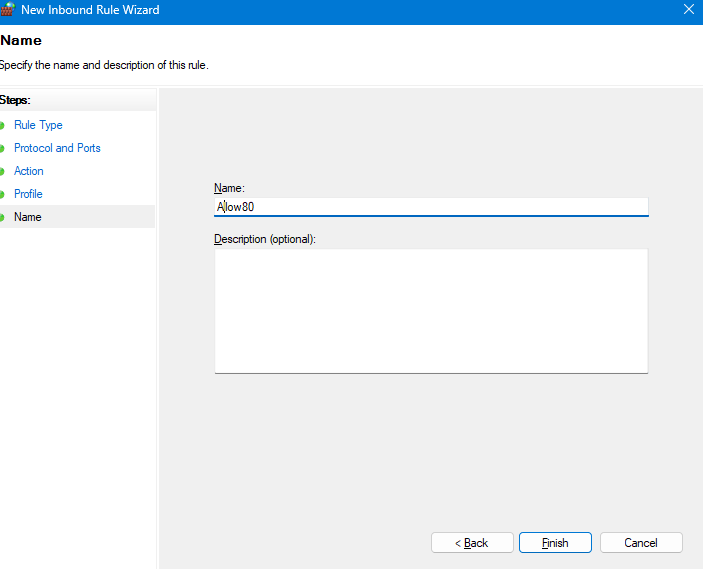 New Inbound Rule Wizard
Name
Specify the name and description of this rule.
Steps:
Rule Type
Protocol and Ports
Action
Profile
Name
Name:
Alow80
Description (optional):
< Back
Finish
Cancel